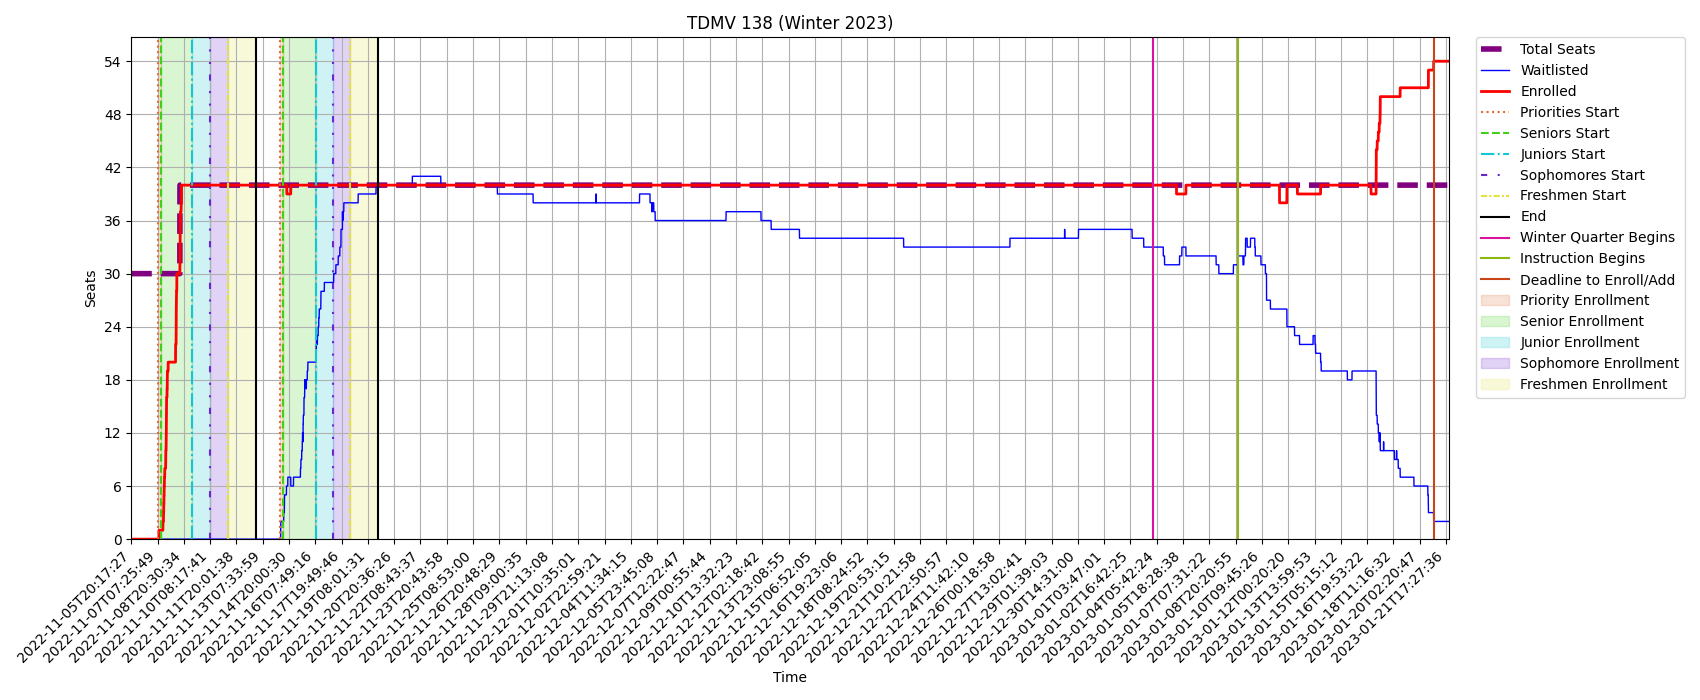 TDMV 138 (Winter 2023)
Seats
54
48
42
36
30
24
18
12
6
0
2022-11-05T20:17:27
2022-11-07T07:25:49
2022-11-08T20:30:34
2022-11-10T08:17:41
2022-11-11T20:01:38
2022-11-13T07:33:59
2022-11-14T20:00:30
2022-11-16T07:49:16
2022-11-17T19:49:46
2022-11-19T08:01:31
2022-11-20T20:36:26
2022-11-22T08:43:37
2022-11-23T20:43:58
2022-11-25T08:53:00
2022-11-26T20:48:29
2022-11-28T09:00:35
2022-11-29T21:13:08
2022-12-01T10:35:01
2022-12-02T22:59:21
2022-12-04T11:34:15
2022-12-05T23:45:08
2022-12-07T12:22:47
2022-12-09T00:55:44
2022-12-10T13:32:23
2022-12-12T02:18:42
2022-12-13T23:08:55
2022-12-15T06:52:05
2022-12-16T19:23:06
2022-12-18T08:24:52
2022-12-19T20:53:15
2022-12-21T10:21:58
2022-12-22T22:50:57
2022-12-24T11:42:10
2022-12-26T00:18:58
2022-12-27T13:02:41
2022-12-29T01:39:03
2022-12-30T14:31:00
2023-01-01T03:47:01
2023-01-02T16:42:25
2023-01-04T05:42:24
2023-01-05T18:28:38
2023-01-07T07:31:22
2023-01-08T20:20:55
2023-01-10T09:45:26
2023-01-12T00:20:20
2023-01-13T13:59:53
2023-01-15T05:15:12
2023-01-16T19:53:22
2023-01-18T11:16:32
2023-01-20T02:20:47
2023-01-21T17:27:36
Time
Total Seats
Waitlisted
Enrolled
Priorities Start
Seniors Start
Juniors Start
Sophomores Start
Freshmen Start
End
Winter Quarter Begins
Instruction Begins
Deadline to Enroll/Add
Priority Enrollment
Senior Enrollment
Junior Enrollment
Sophomore Enrollment
Freshmen Enrollment